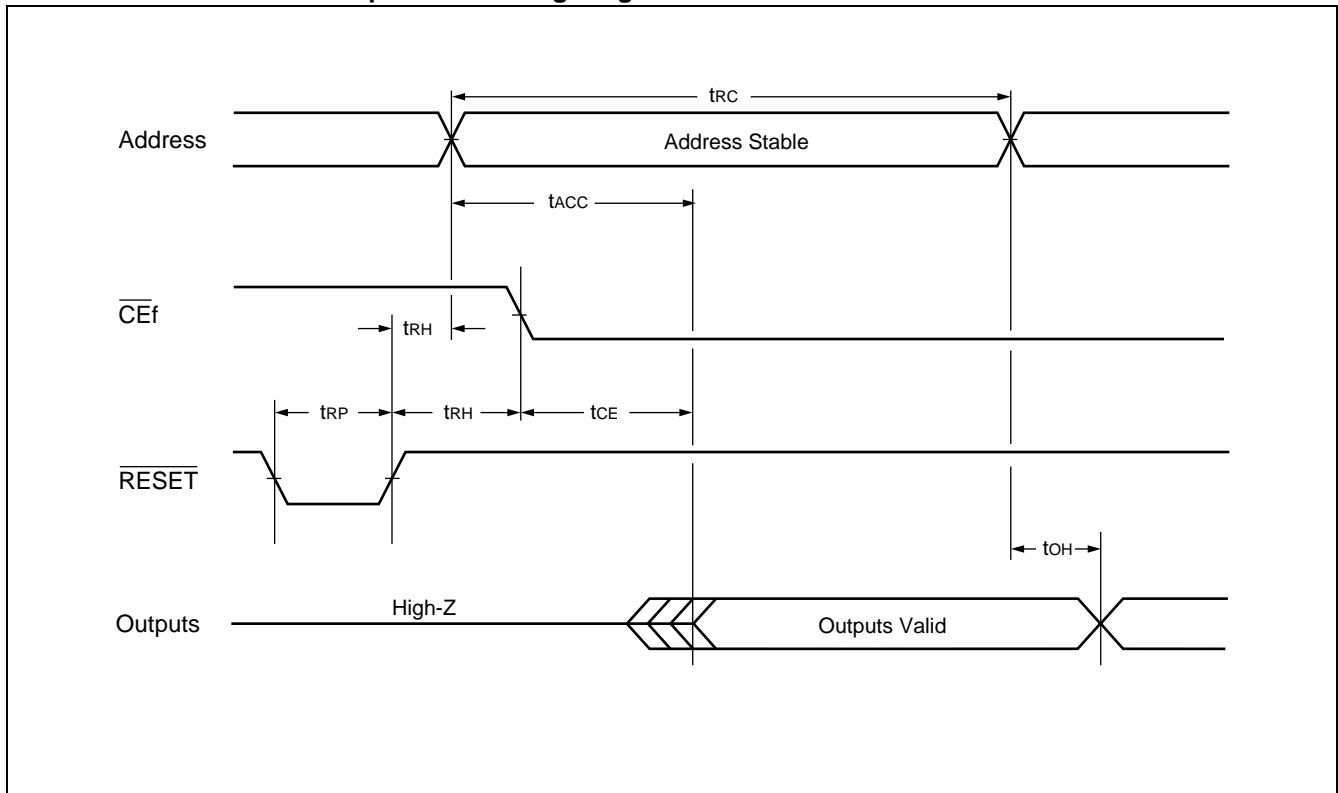 tRC
Address
Address Stable
tACC
CEf
tRH
tRP
tRH
tCE
RESET
tOH
High-Z
Outputs
Outputs Valid